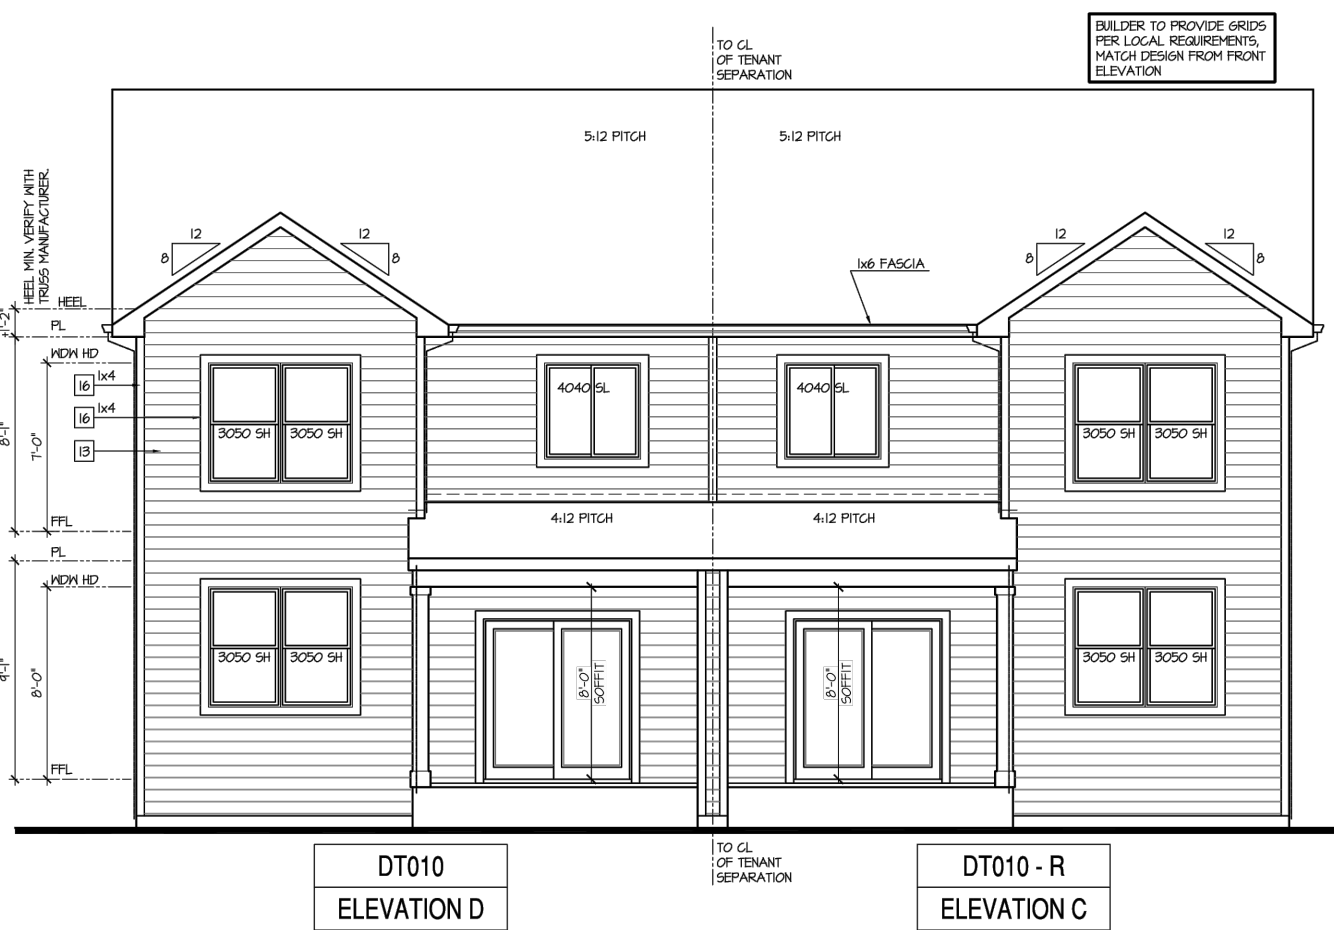 BUILDER TO PROVIDE GRIDS
PER LOCAL REQUIREMENTS,
MATCH DESIGN FROM FRONT
ELEVATION
TO CL
OF TENANT
SEPARATION
5:12 PITCH
5:12 PITCH
HEEL MIN. VERIFY WITH
TRUSS MANUFACTURER.
12
8
12
8
12
8
12
8
1x6 FASCIA
HEEL
±1'-2"
PL
WDW HD
16
1x4
16
1x4
13
8'-1"
7'-0"
3050 SH
3050 SH
4040 SL
4040 SL
3050 SH
3050 SH
FFL
4:12 PITCH
4:12 PITCH
PL
WDW HD
9'-1"
8'-0"
3050 SH
3050 SH
8'-0"
SOFFIT
8'-0"
SOFFIT
3050 SH
3050 SH
FFL
TO CL
OF TENANT
SEPARATION
DT010
ELEVATION D
DT010 - R
ELEVATION C